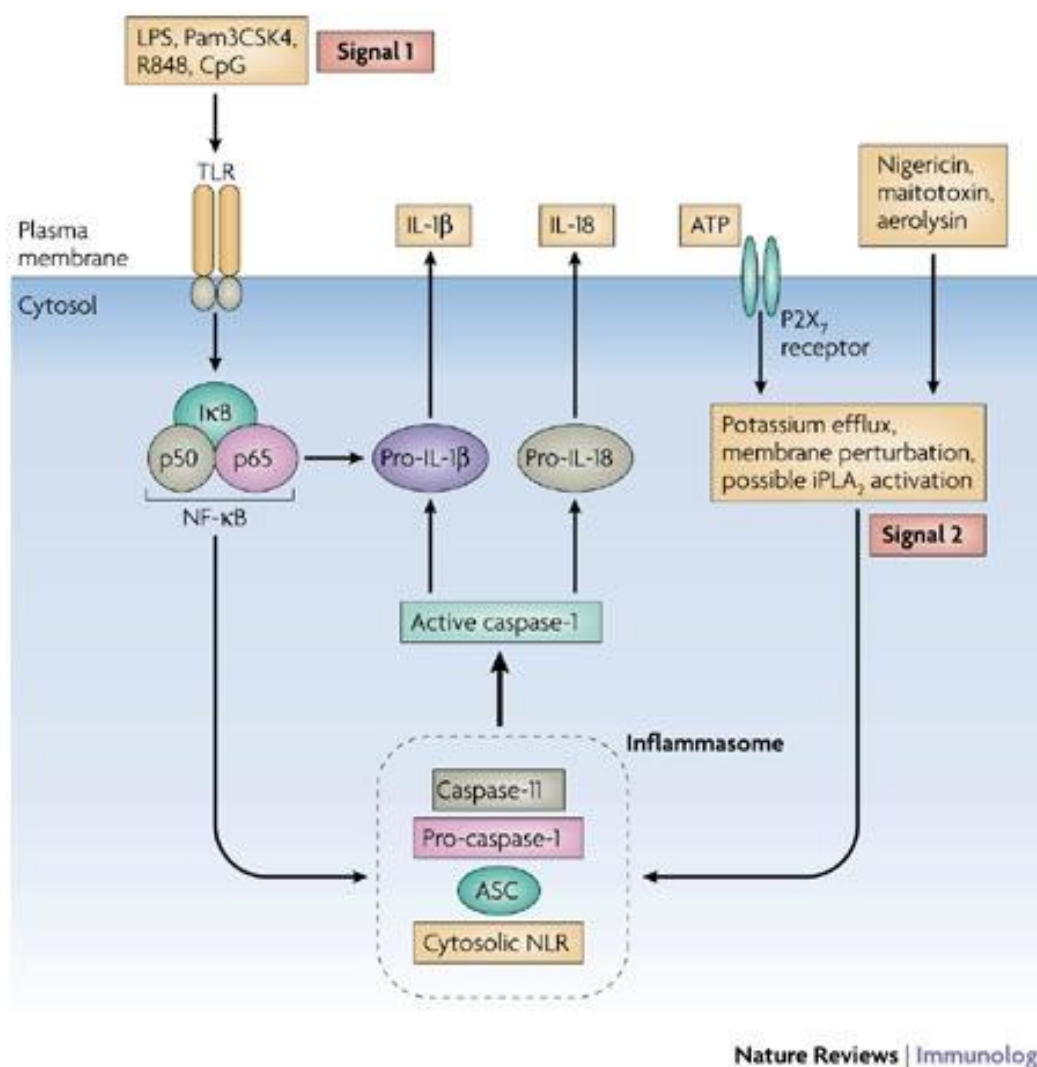 LPS, Pam3CSK4,
R848, CpG
Signal 1
TLR
Plasma
membrane
Cytosol
IL-1β
IL-18
ATP
Nigericin,
maitotoxin,
aerolysin
P2X₇
receptor
IκB
p50
p65
NF-κB
Pro-IL-1β
Pro-IL-18
Potassium efflux,
membrane perturbation,
possible iPLA₂ activation
Signal 2
Active caspase-1
Inflammasome
Caspase-11
Pro-caspase-1
ASC
Cytosolic NLR
Nature Reviews | Immunolog